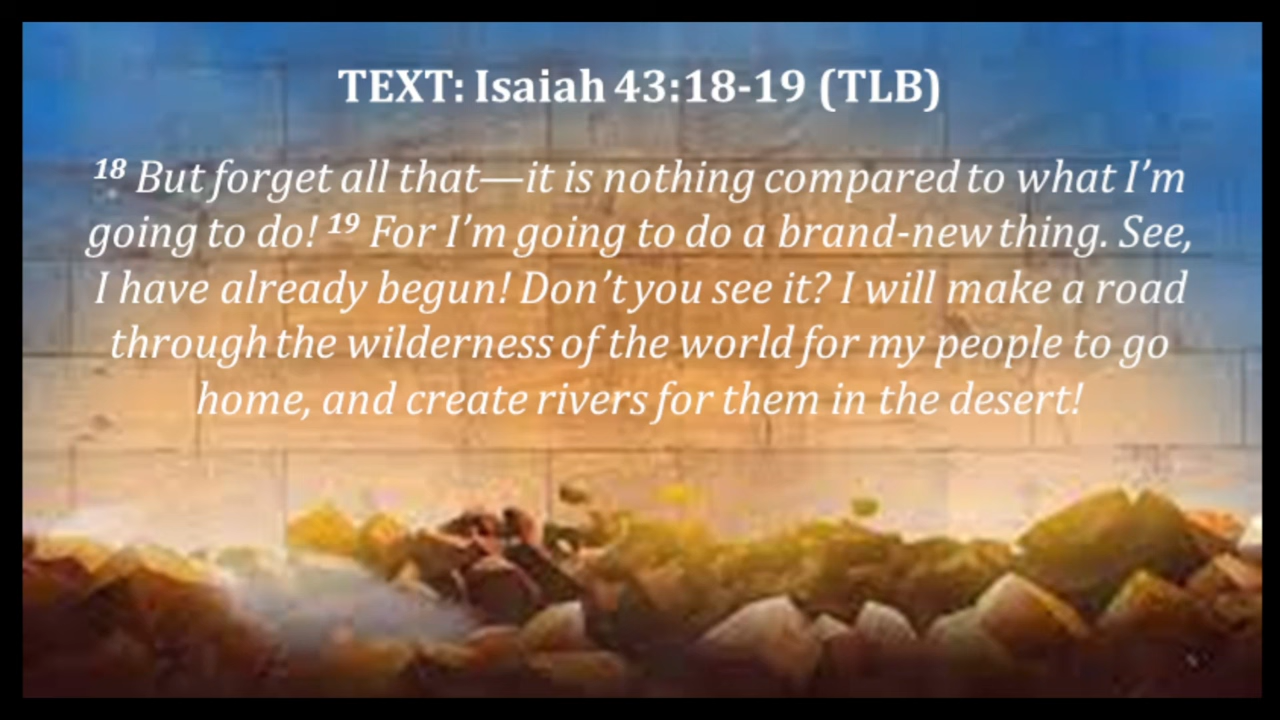 TEXT: Isaiah 43:18-19 (TLB)
18 But forget all that—it is nothing compared to what I’m
going to do! 19 For I’m going to do a brand-new thing. See,
I have already begun! Don’t you see it? I will make a road
through the wilderness of the world for my people to go
home, and create rivers for them in the desert!